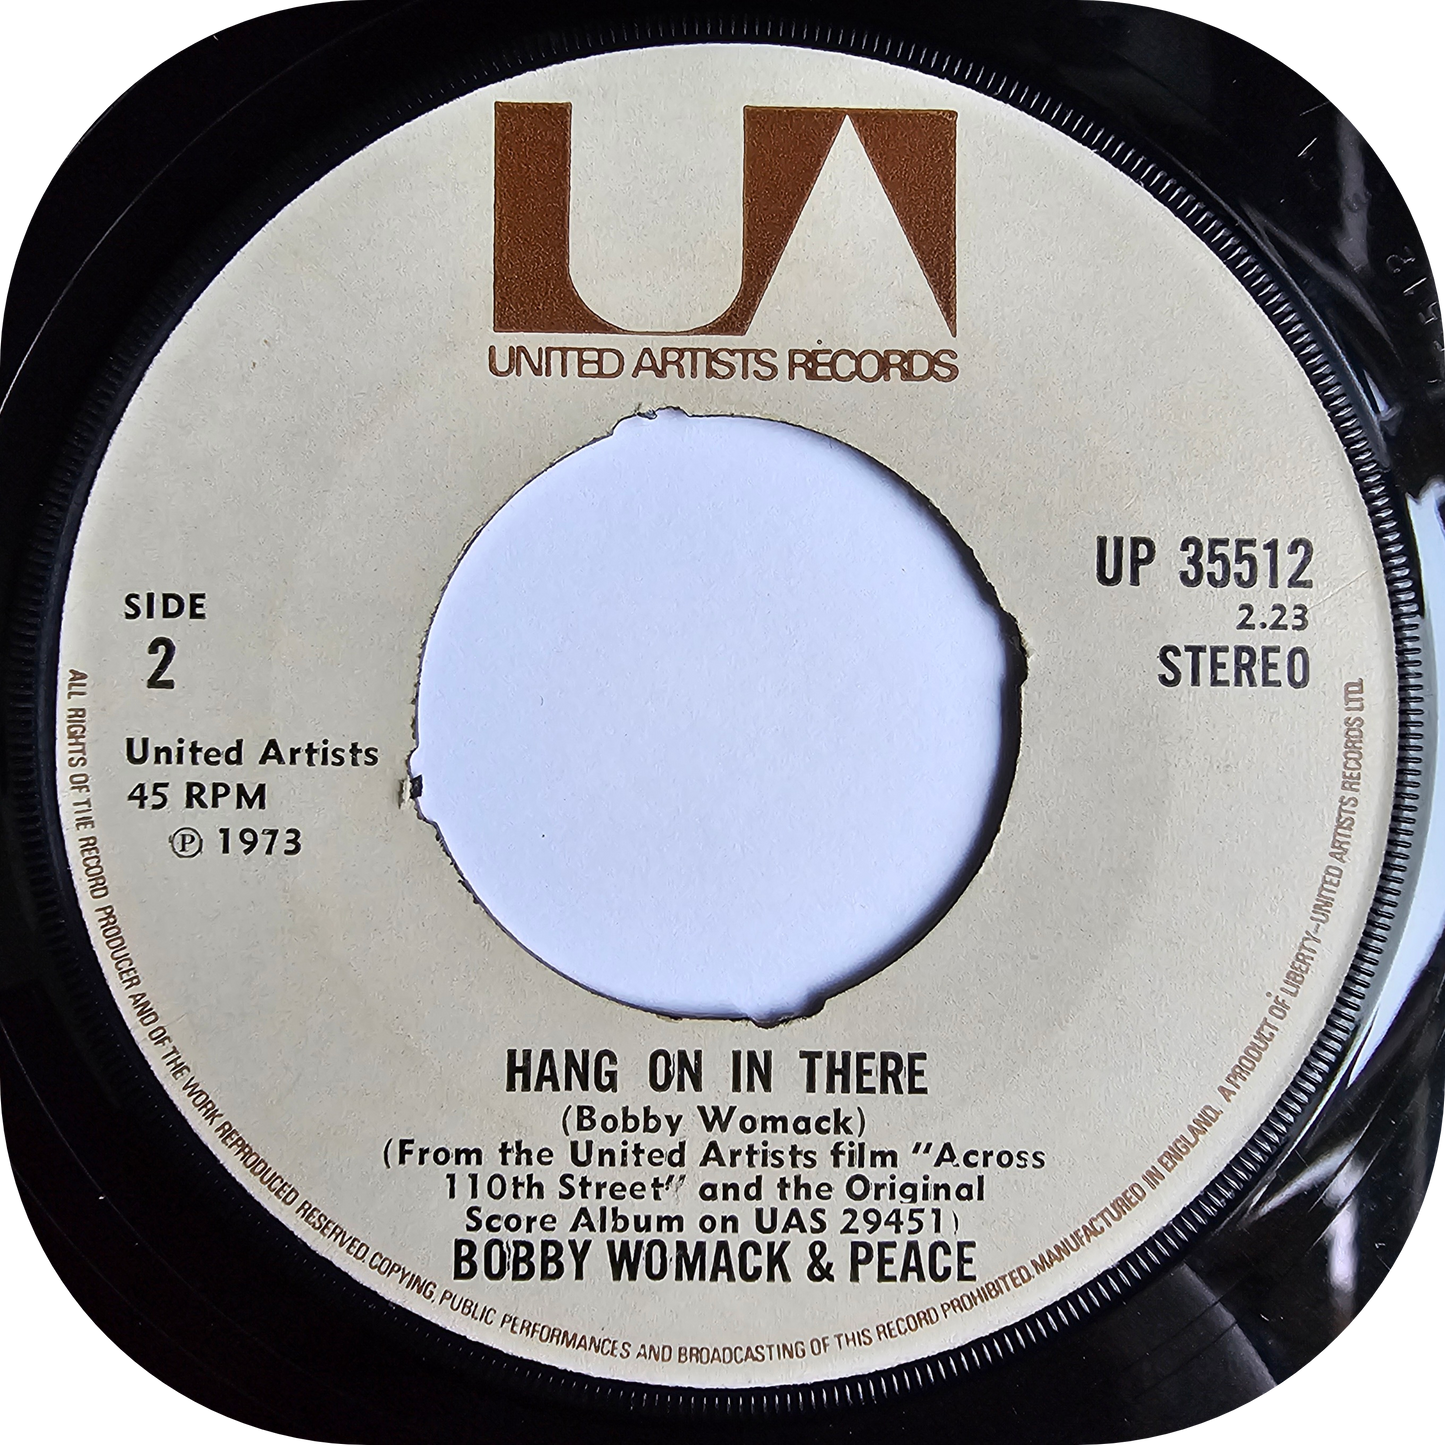 UA
UNITED ARTISTS RECORDS
UP 35512
2.23
STEREO
SIDE
2
United Artists
45 RPM
Ⓟ 1973
HANG ON IN THERE
(Bobby Womack)
(From the United Artists film "Across
110th Street" and the Original
Score Album on UAS 29451)
BOBBY WOMACK & PEACE
ALL RIGHTS OF THE RECORD PRODUCER AND OF THE WORK REPRODUCED RESERVED. COPYING, PUBLIC PERFORMANCES AND BROADCASTING OF THIS RECORD PROHIBITED. MANUFACTURED IN ENGLAND. A PRODUCT OF LIBERTY–UNITED ARTISTS RECORDS LTD.